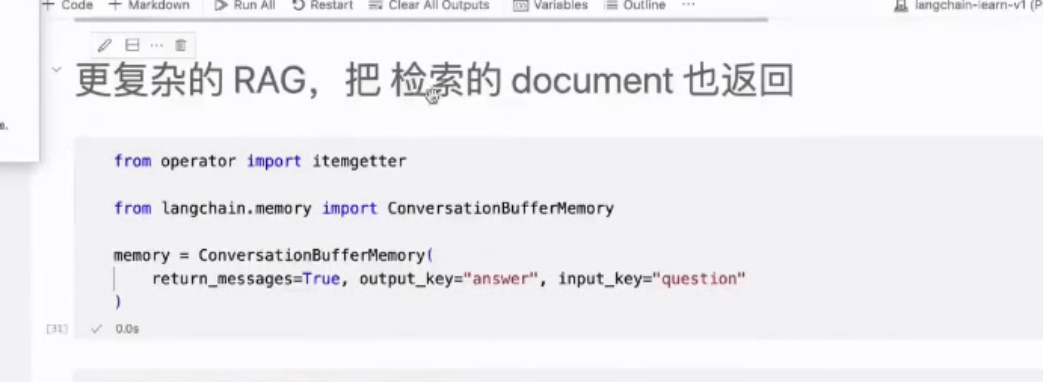 + Code + Markdown Run All Restart Clear All Outputs Variables Outline ... langchain-learn-v1 (P
更复杂的 RAG，把 检索的 document 也返回
from operator import itemgetter
from langchain.memory import ConversationBufferMemory
memory = ConversationBufferMemory(
return_messages=True, output_key="answer", input_key="question"
)
[31] ✓ 0.0s